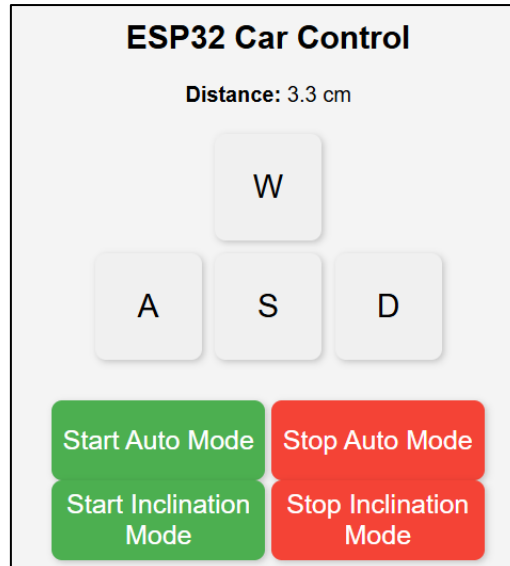 ESP32 Car Control
Distance: 3.3 cm
W
A S D
Start Auto Mode Stop Auto Mode
Start Inclination Mode Stop Inclination Mode